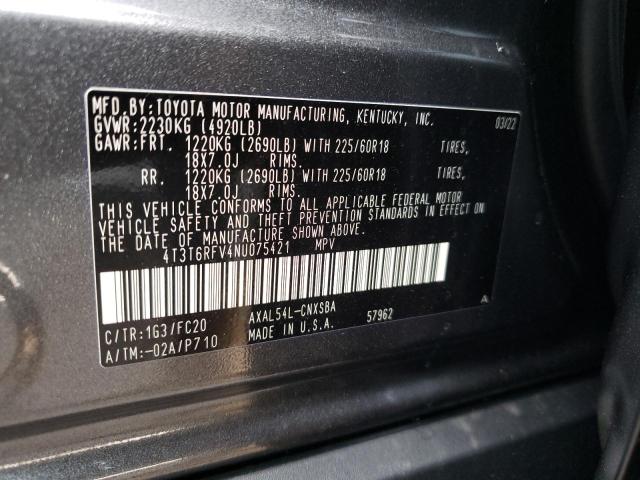 MFD.BY:TOYOTA MOTOR MANUFACTURING, KENTUCKY, INC.
GVWR:2230KG (4920LB) 03/22
GAWR:FRT. 1220KG (2690LB) WITH 225/60R18 TIRES,
18X7.0J RIMS.
RR. 1220KG (2690LB) WITH 225/60R18 TIRES,
18X7.0J RIMS.
THIS VEHICLE CONFORMS TO ALL APPLICABLE FEDERAL MOTOR
VEHICLE SAFETY AND THEFT PREVENTION STANDARDS IN EFFECT ON
THE DATE OF MANUFACTURE SHOWN ABOVE.
4T3T6RFV4NU075421 MPV
C/TR:1G3/FC20 AXAL54L-CNXSBA 57962 A
A/TM:-02A/P710 MADE IN U.S.A.